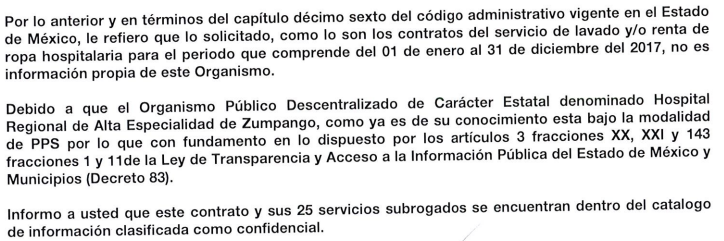 Por lo anterior y en términos del capítulo décimo sexto del código administrativo vigente en el Estado
de México, le refiero que lo solicitado, como lo son los contratos del servicio de lavado y/o renta de
ropa hospitalaria para el periodo que comprende del 01 de enero al 31 de diciembre del 2017, no es
información propia de este Organismo.
Debido a que el Organismo Público Descentralizado de Carácter Estatal denominado Hospital
Regional de Alta Especialidad de Zumpango, como ya es de su conocimiento esta bajo la modalidad
de PPS por lo que con fundamento en lo dispuesto por los artículos 3 fracciones XX, XXI y 143
fracciones 1 y 11de la Ley de Transparencia y Acceso a la Información Pública del Estado de México y
Municipios (Decreto 83).
Informo a usted que este contrato y sus 25 servicios subrogados se encuentran dentro del catalogo
de información clasificada como confidencial.